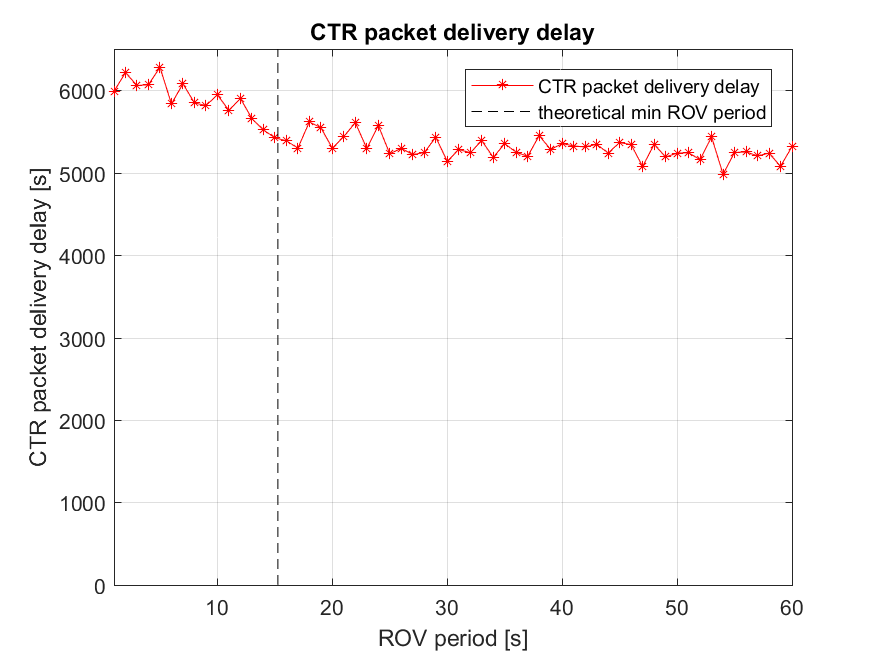 CTR packet delivery delay
CTR packet delivery delay
theoretical min ROV period
6000
5000
4000
3000
2000
1000
0
CTR packet delivery delay [s]
10
20
30
40
50
60
ROV period [s]